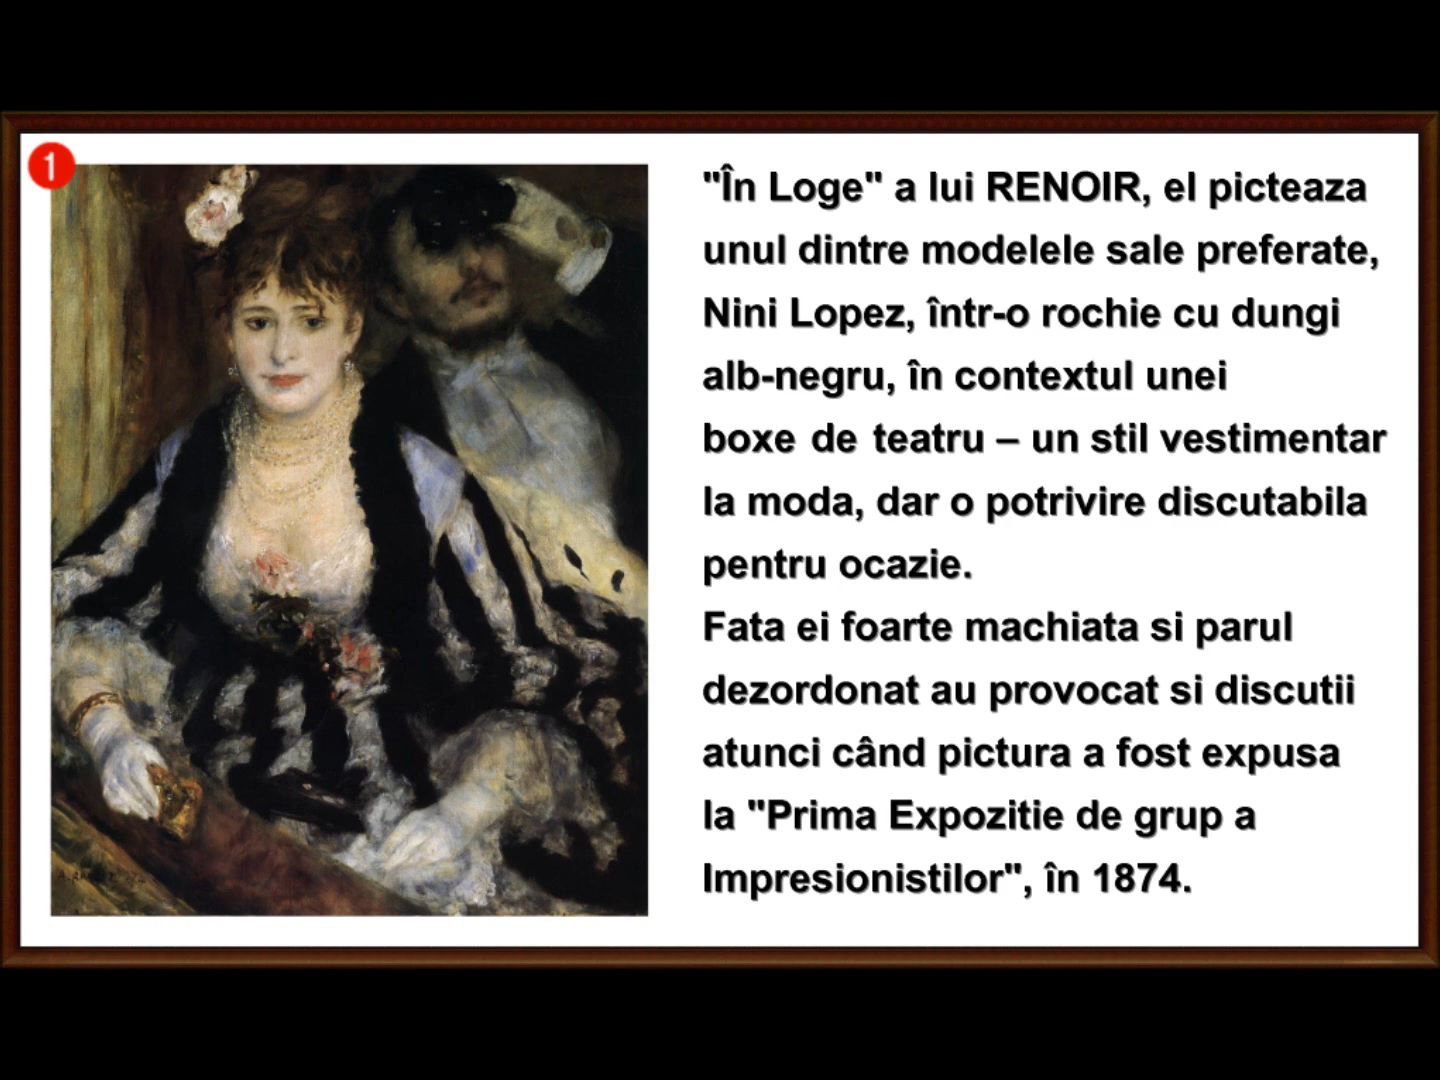 1
"În Loge" a lui RENOIR, el picteaza
unul dintre modelele sale preferate,
Nini Lopez, într-o rochie cu dungi
alb-negru, în contextul unei
boxe de teatru – un stil vestimentar
la moda, dar o potrivire discutabila
pentru ocazie.
Fata ei foarte machiata si parul
dezordonat au provocat si discutii
atunci când pictura a fost expusa
la "Prima Expozitie de grup a
Impresionistilor", în 1874.